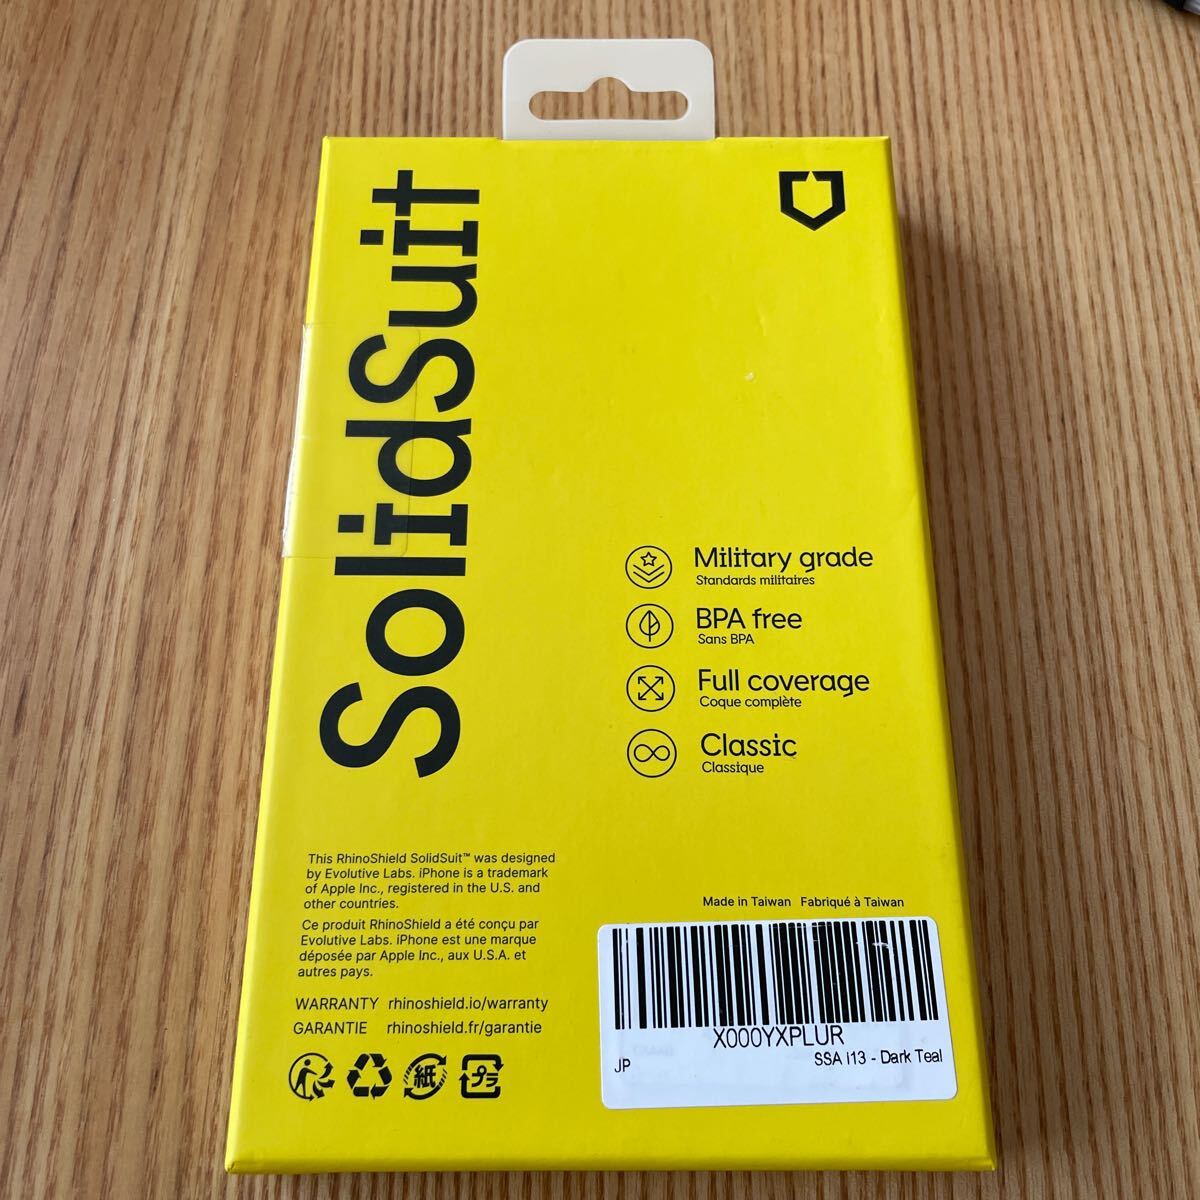 SolidSuit
Military grade
Standards militaires
BPA free
Sans BPA
Full coverage
Coque complète
Classic
Classique
This RhinoShield SolidSuit™ was designed
by Evolutive Labs. iPhone is a trademark
of Apple Inc., registered in the U.S. and
other countries.
Ce produit RhinoShield a été conçu par
Evolutive Labs. iPhone est une marque
déposée par Apple Inc., aux U.S.A. et
autres pays.
WARRANTY rhinoshield.io/warranty
GARANTIE rhinoshield.fr/garantie
紙
プラ
Made in Taiwan Fabriqué à Taiwan
X000YXPLUR
JP
SSA i13 - Dark Teal